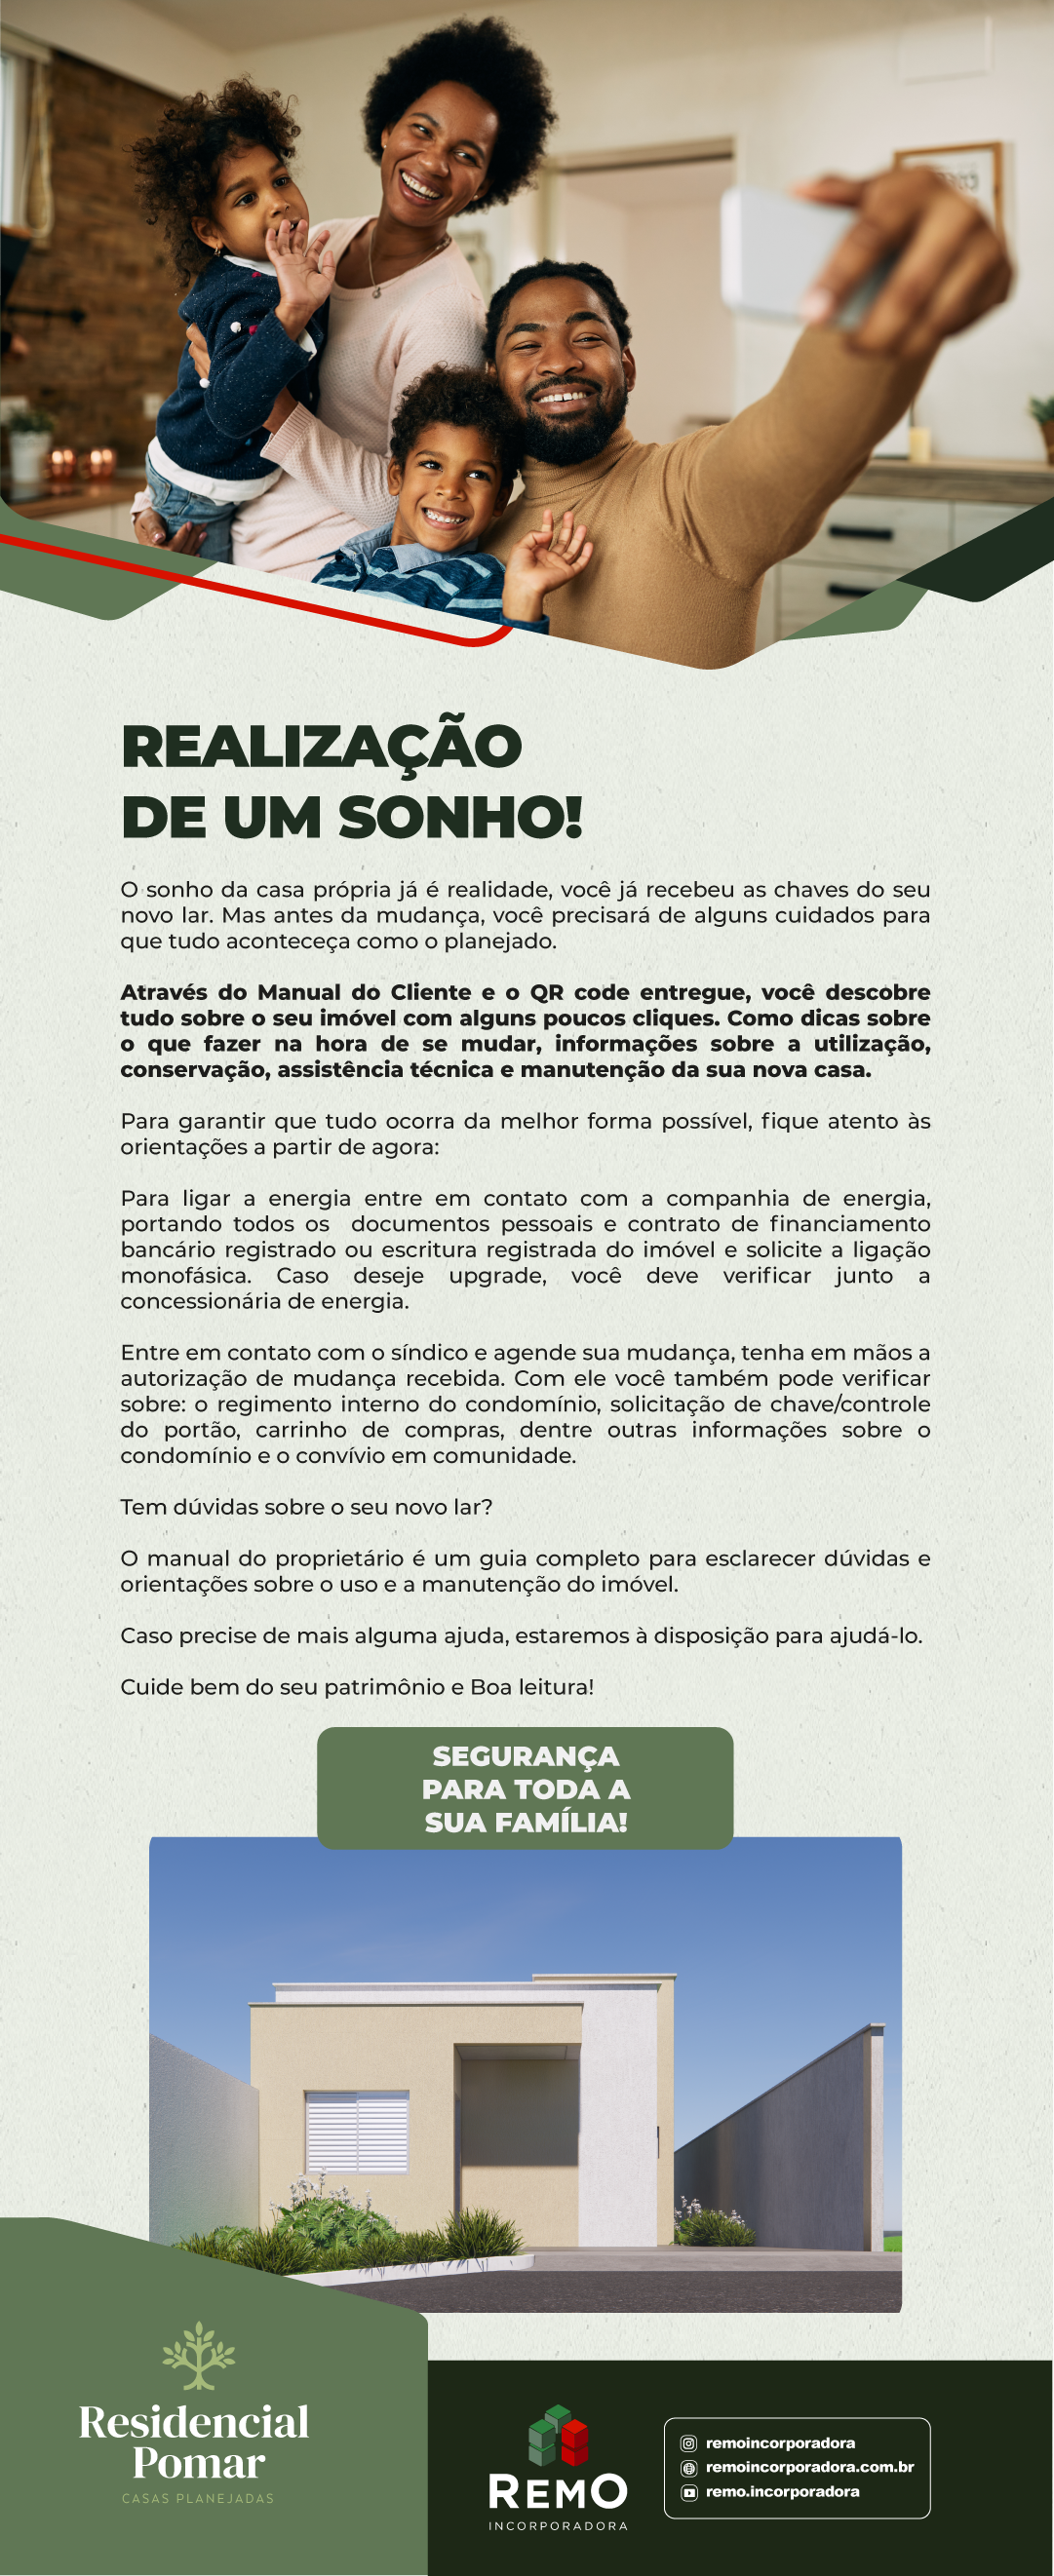 REALIZAÇÃO
DE UM SONHO!
O sonho da casa própria já é realidade, você já recebeu as chaves do seu
novo lar. Mas antes da mudança, você precisará de alguns cuidados para
que tudo aconteceça como o planejado.
Através do Manual do Cliente e o QR code entregue, você descobre
tudo sobre o seu imóvel com alguns poucos cliques. Como dicas sobre
o que fazer na hora de se mudar, informações sobre a utilização,
conservação, assistência técnica e manutenção da sua nova casa.
Para garantir que tudo ocorra da melhor forma possível, fique atento às
orientações a partir de agora:
Para ligar a energia entre em contato com a companhia de energia,
portando todos os documentos pessoais e contrato de financiamento
bancário registrado ou escritura registrada do imóvel e solicite a ligação
monofásica. Caso deseje upgrade, você deve verificar junto a
concessionária de energia.
Entre em contato com o síndico e agende sua mudança, tenha em mãos a
autorização de mudança recebida. Com ele você também pode verificar
sobre: o regimento interno do condomínio, solicitação de chave/controle
do portão, carrinho de compras, dentre outras informações sobre o
condomínio e o convívio em comunidade.
Tem dúvidas sobre o seu novo lar?
O manual do proprietário é um guia completo para esclarecer dúvidas e
orientações sobre o uso e a manutenção do imóvel.
Caso precise de mais alguma ajuda, estaremos à disposição para ajudá-lo.
Cuide bem do seu patrimônio e Boa leitura!
SEGURANÇA
PARA TODA A
SUA FAMÍLIA!
Residencial
Pomar
CASAS PLANEJADAS
REMO
INCORPORADORA
remoincorporadora
remoincorporadora.com.br
remo.incorporadora